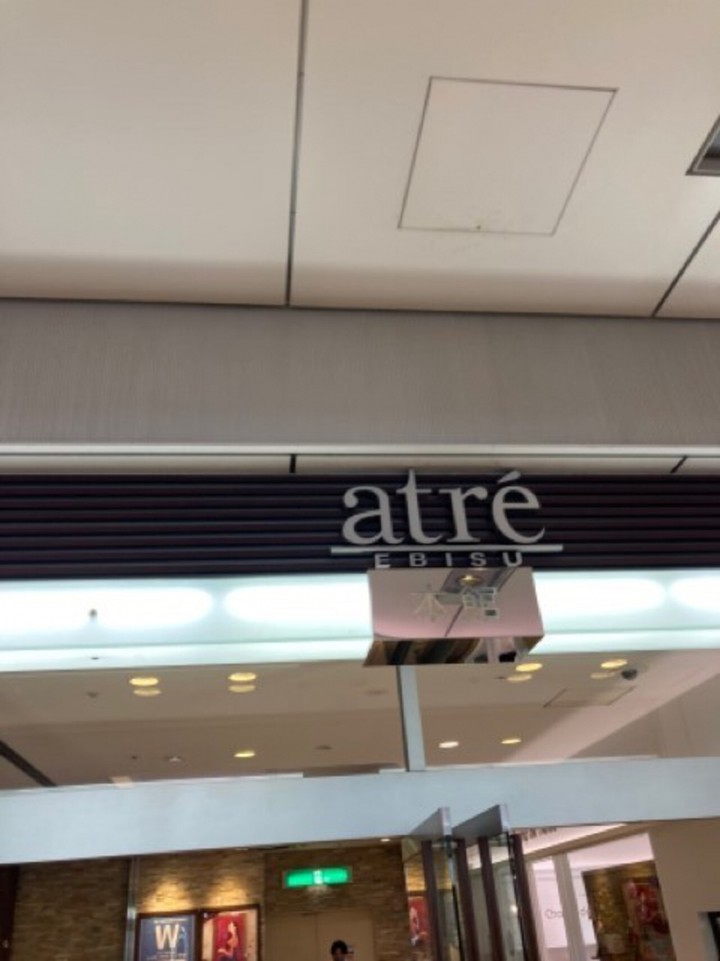 atré
EBISU
本館
W